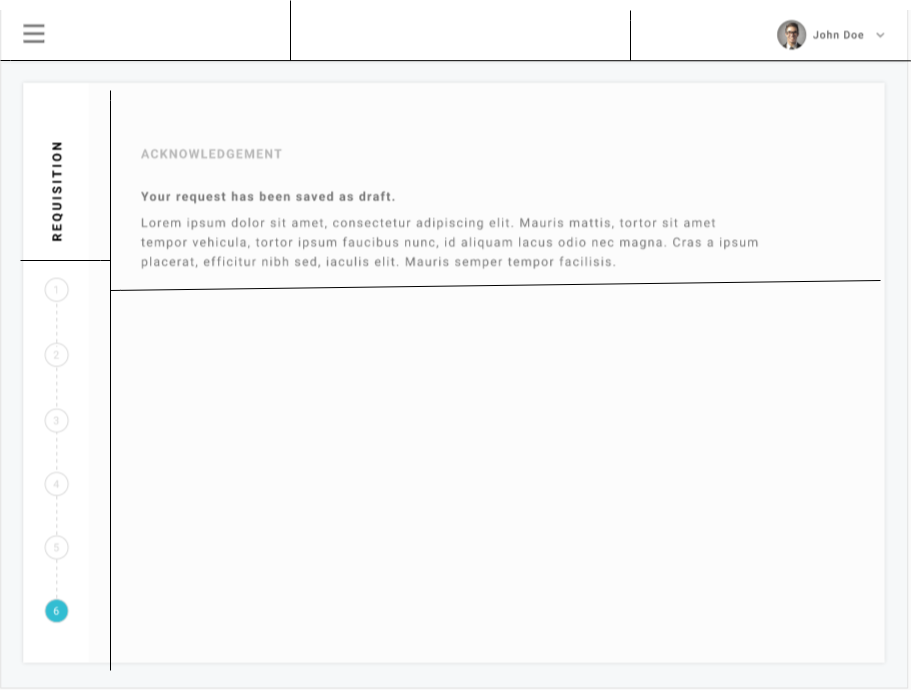 John Doe
REQUISITION
ACKNOWLEDGEMENT
Your request has been saved as draft.
Lorem ipsum dolor sit amet, consectetur adipiscing elit. Mauris mattis, tortor sit amet
tempor vehicula, tortor ipsum faucibus nunc, id aliquam lacus odio nec magna. Cras a ipsum
placerat, efficitur nibh sed, iaculis elit. Mauris semper tempor facilisis.
1
2
3
4
5
6